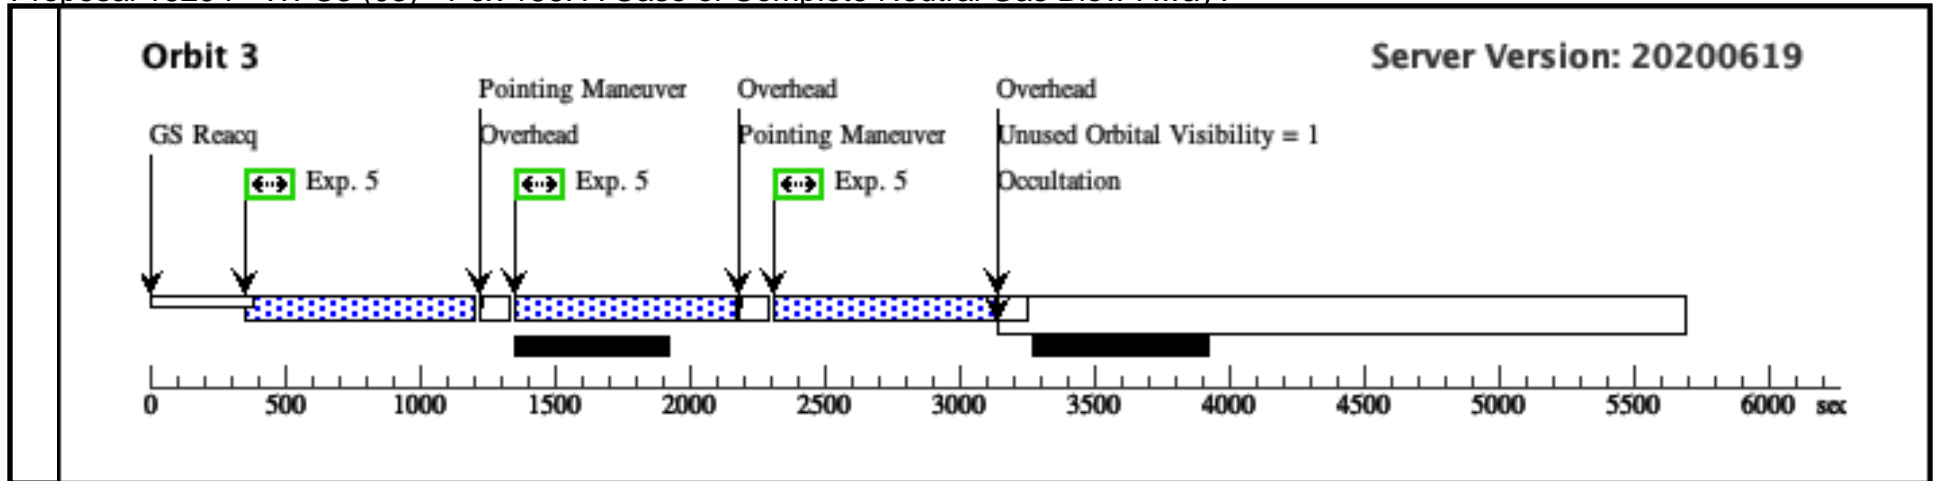 Orbit 3
Server Version: 20200619
Pointing Maneuver
Overhead
Overhead
GS Reacq
Overhead
Pointing Maneuver
Unused Orbital Visibility = 1
Exp. 5
Exp. 5
Exp. 5
Occultation
0 500 1000 1500 2000 2500 3000 3500 4000 4500 5000 5500 6000 sec